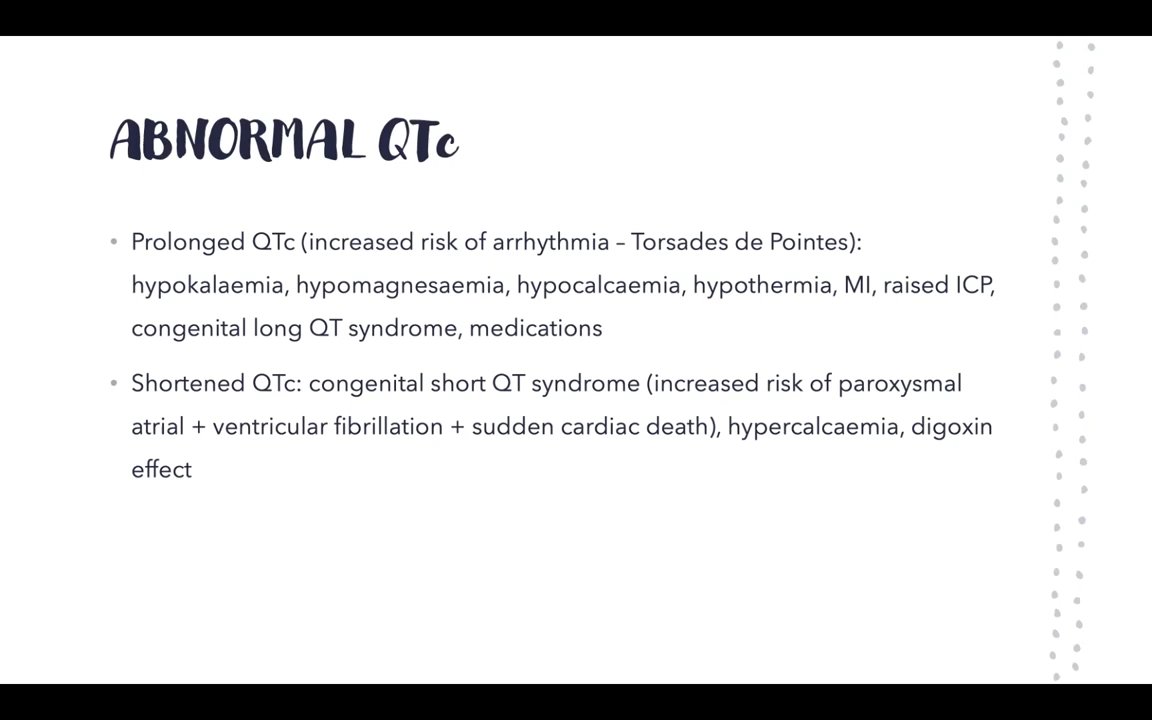 ABNORMAL QTc
• Prolonged QTc (increased risk of arrhythmia – Torsades de Pointes):
hypokalaemia, hypomagnesaemia, hypocalcaemia, hypothermia, MI, raised ICP,
congenital long QT syndrome, medications
• Shortened QTc: congenital short QT syndrome (increased risk of paroxysmal
atrial + ventricular fibrillation + sudden cardiac death), hypercalcaemia, digoxin
effect